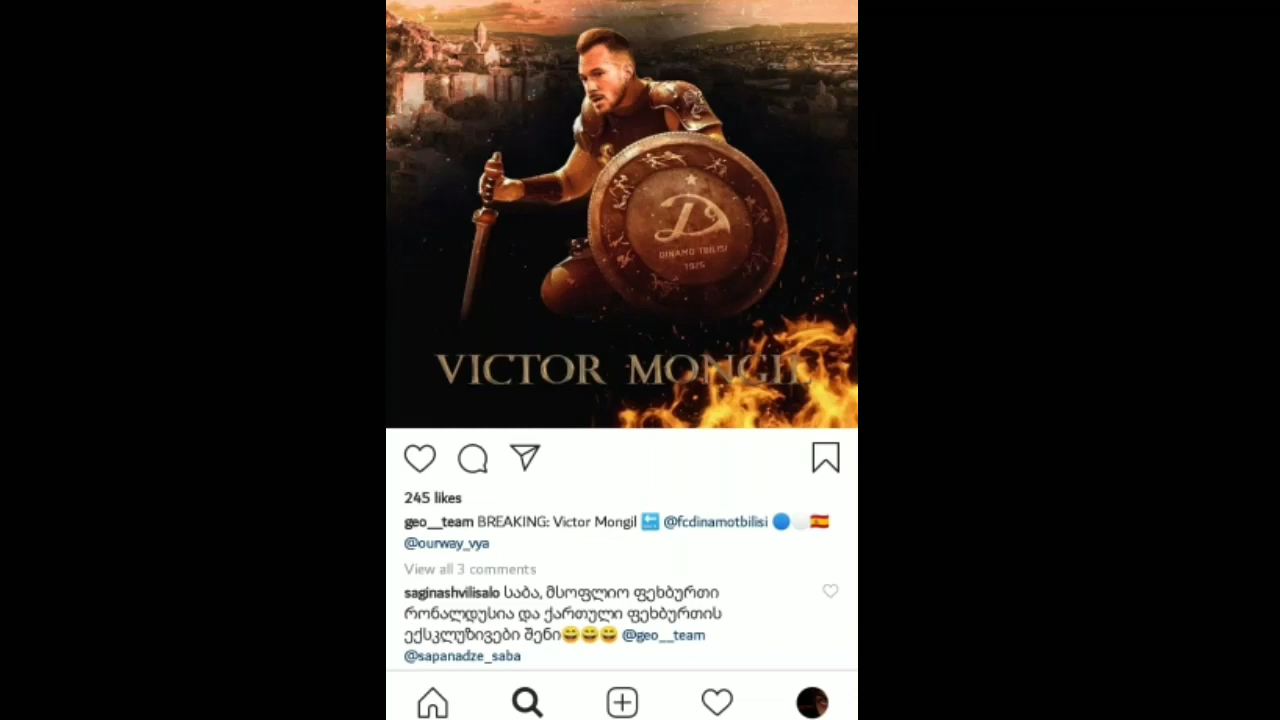 DINAMO TBILISI
1925
VICTOR MONGIL
245 likes
geo__team BREAKING: Victor Mongil 🔙 @fcdinamotbilisi 🔵⚪🇪🇸
@ourway_vya
View all 3 comments
saginashvilisalo საბა, მსოფლიო ფეხბურთი
რონალდუსია და ქართული ფეხბურთის
ექსკლუზივები შენი😄😄😄 @geo__team
@sapanadze_saba